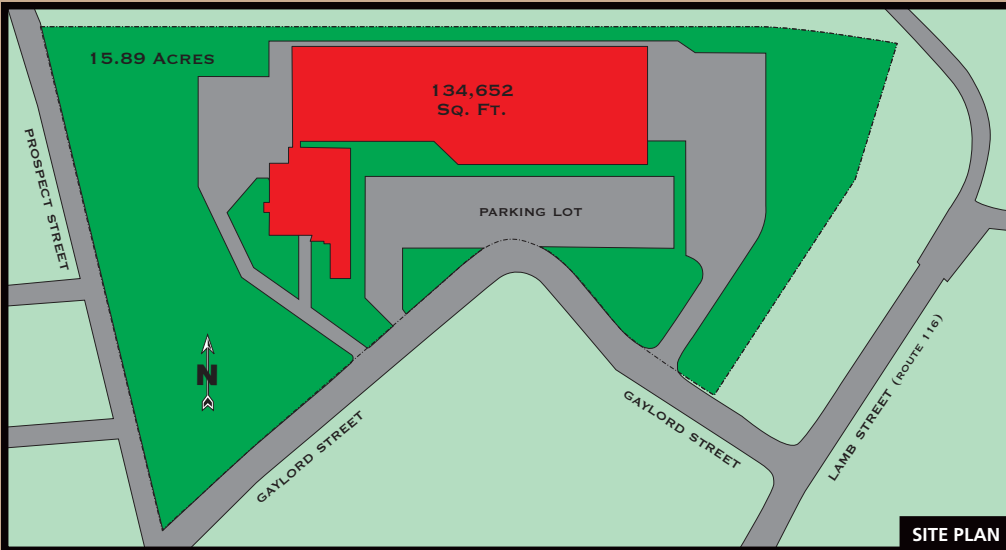 15.89 ACRES
134,652
SQ. FT.
PROSPECT STREET
PARKING LOT
N
GAYLORD STREET
GAYLORD STREET
LAMB STREET (ROUTE 116)
SITE PLAN